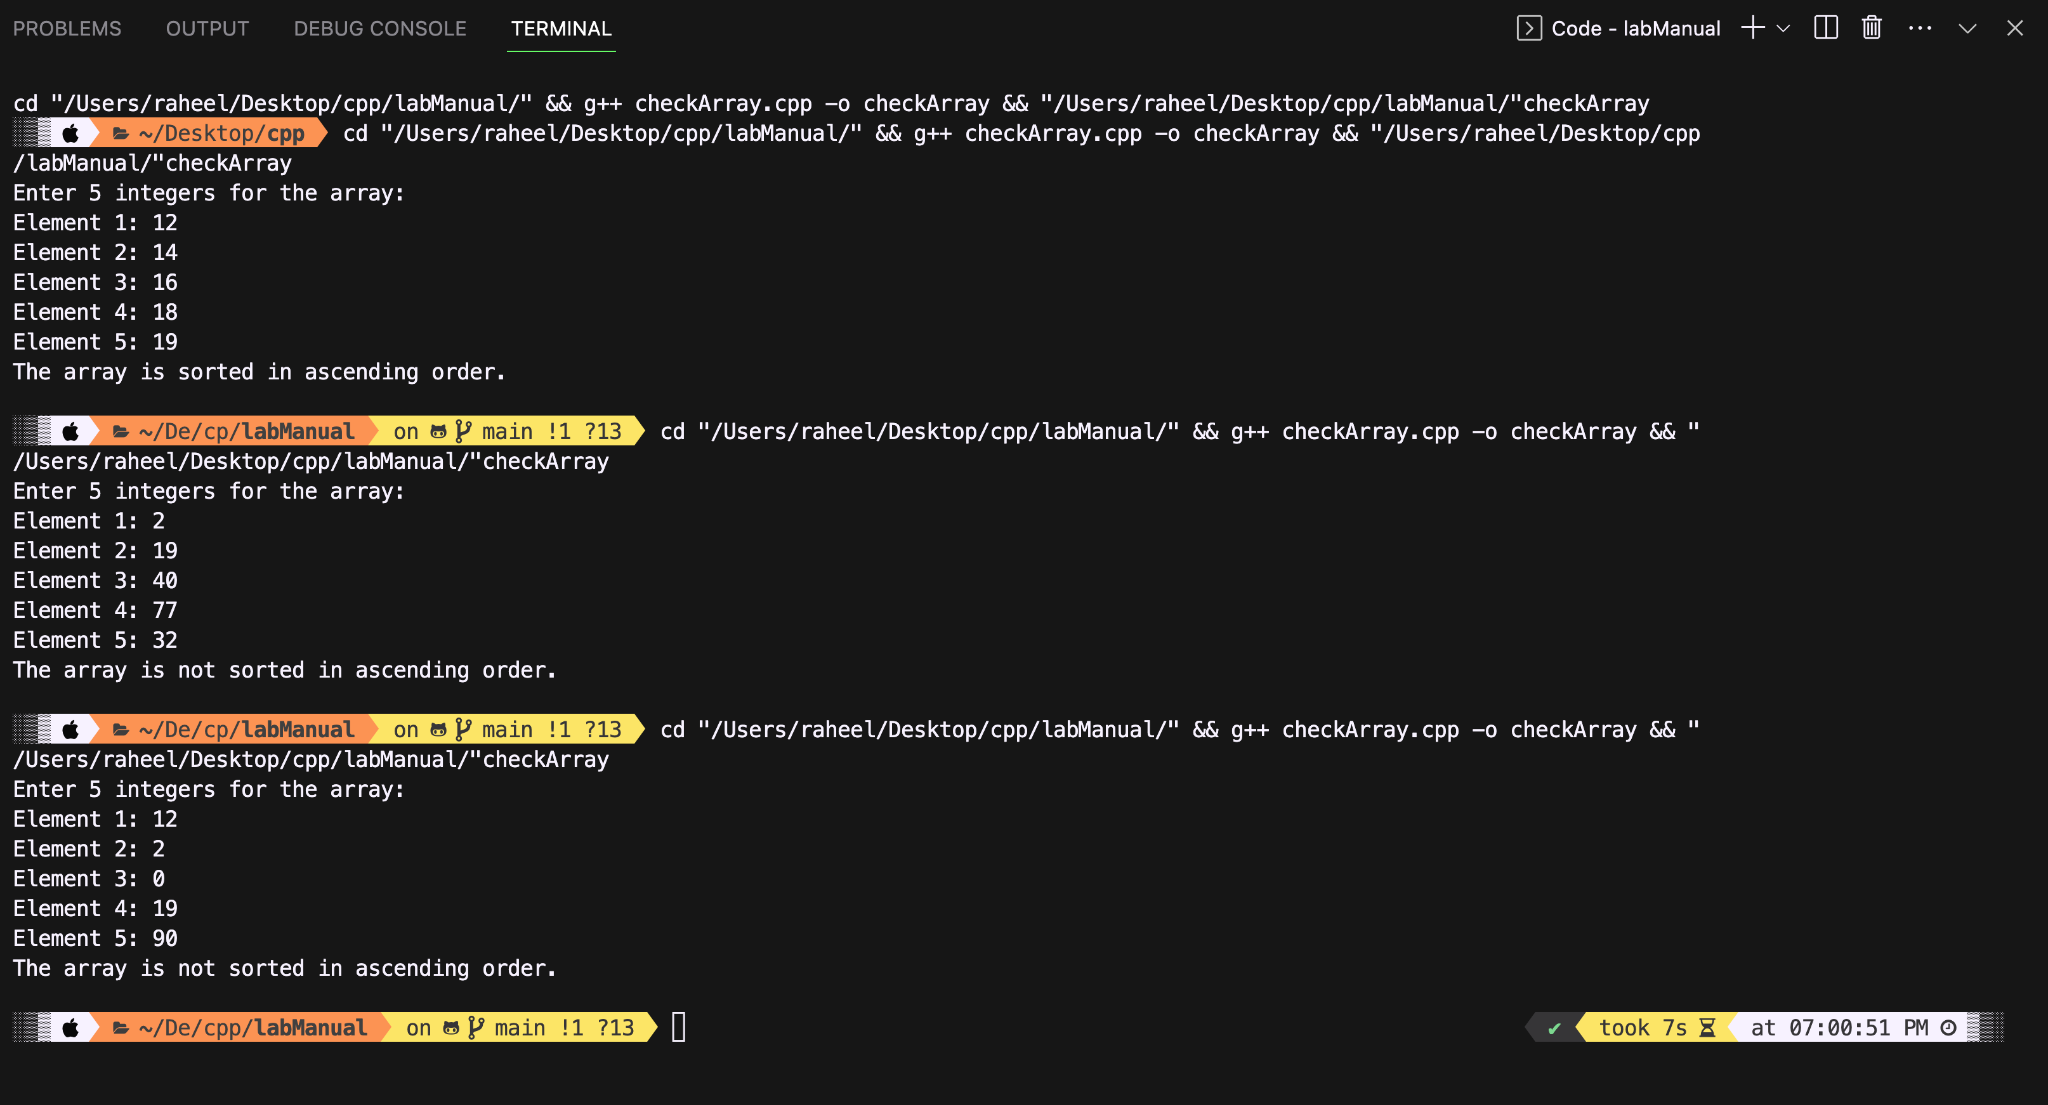 PROBLEMS OUTPUT DEBUG CONSOLE TERMINAL Code - labManual
cd "/Users/raheel/Desktop/cpp/labManual/" && g++ checkArray.cpp -o checkArray && "/Users/raheel/Desktop/cpp/labManual/"checkArray
~/Desktop/cpp cd "/Users/raheel/Desktop/cpp/labManual/" && g++ checkArray.cpp -o checkArray && "/Users/raheel/Desktop/cpp
/labManual/"checkArray
Enter 5 integers for the array:
Element 1: 12
Element 2: 14
Element 3: 16
Element 4: 18
Element 5: 19
The array is sorted in ascending order.
~/De/cp/labManual on main !1 ?13 cd "/Users/raheel/Desktop/cpp/labManual/" && g++ checkArray.cpp -o checkArray && "
/Users/raheel/Desktop/cpp/labManual/"checkArray
Enter 5 integers for the array:
Element 1: 2
Element 2: 19
Element 3: 40
Element 4: 77
Element 5: 32
The array is not sorted in ascending order.
~/De/cp/labManual on main !1 ?13 cd "/Users/raheel/Desktop/cpp/labManual/" && g++ checkArray.cpp -o checkArray && "
/Users/raheel/Desktop/cpp/labManual/"checkArray
Enter 5 integers for the array:
Element 1: 12
Element 2: 2
Element 3: 0
Element 4: 19
Element 5: 90
The array is not sorted in ascending order.
~/De/cpp/labManual on main !1 ?13 ✔ took 7s at 07:00:51 PM